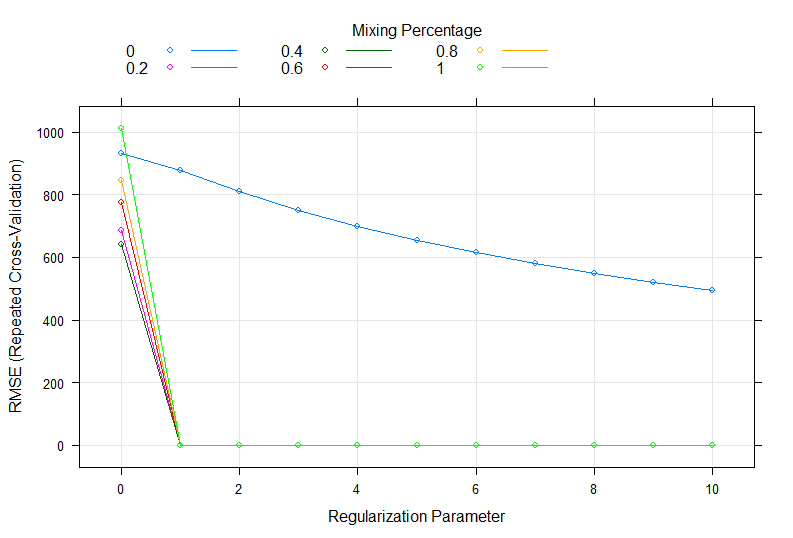 Mixing Percentage
0 0.4 0.8
0.2 0.6 1
1000
800
600
400
200
0
RMSE (Repeated Cross-Validation)
0 2 4 6 8 10
Regularization Parameter